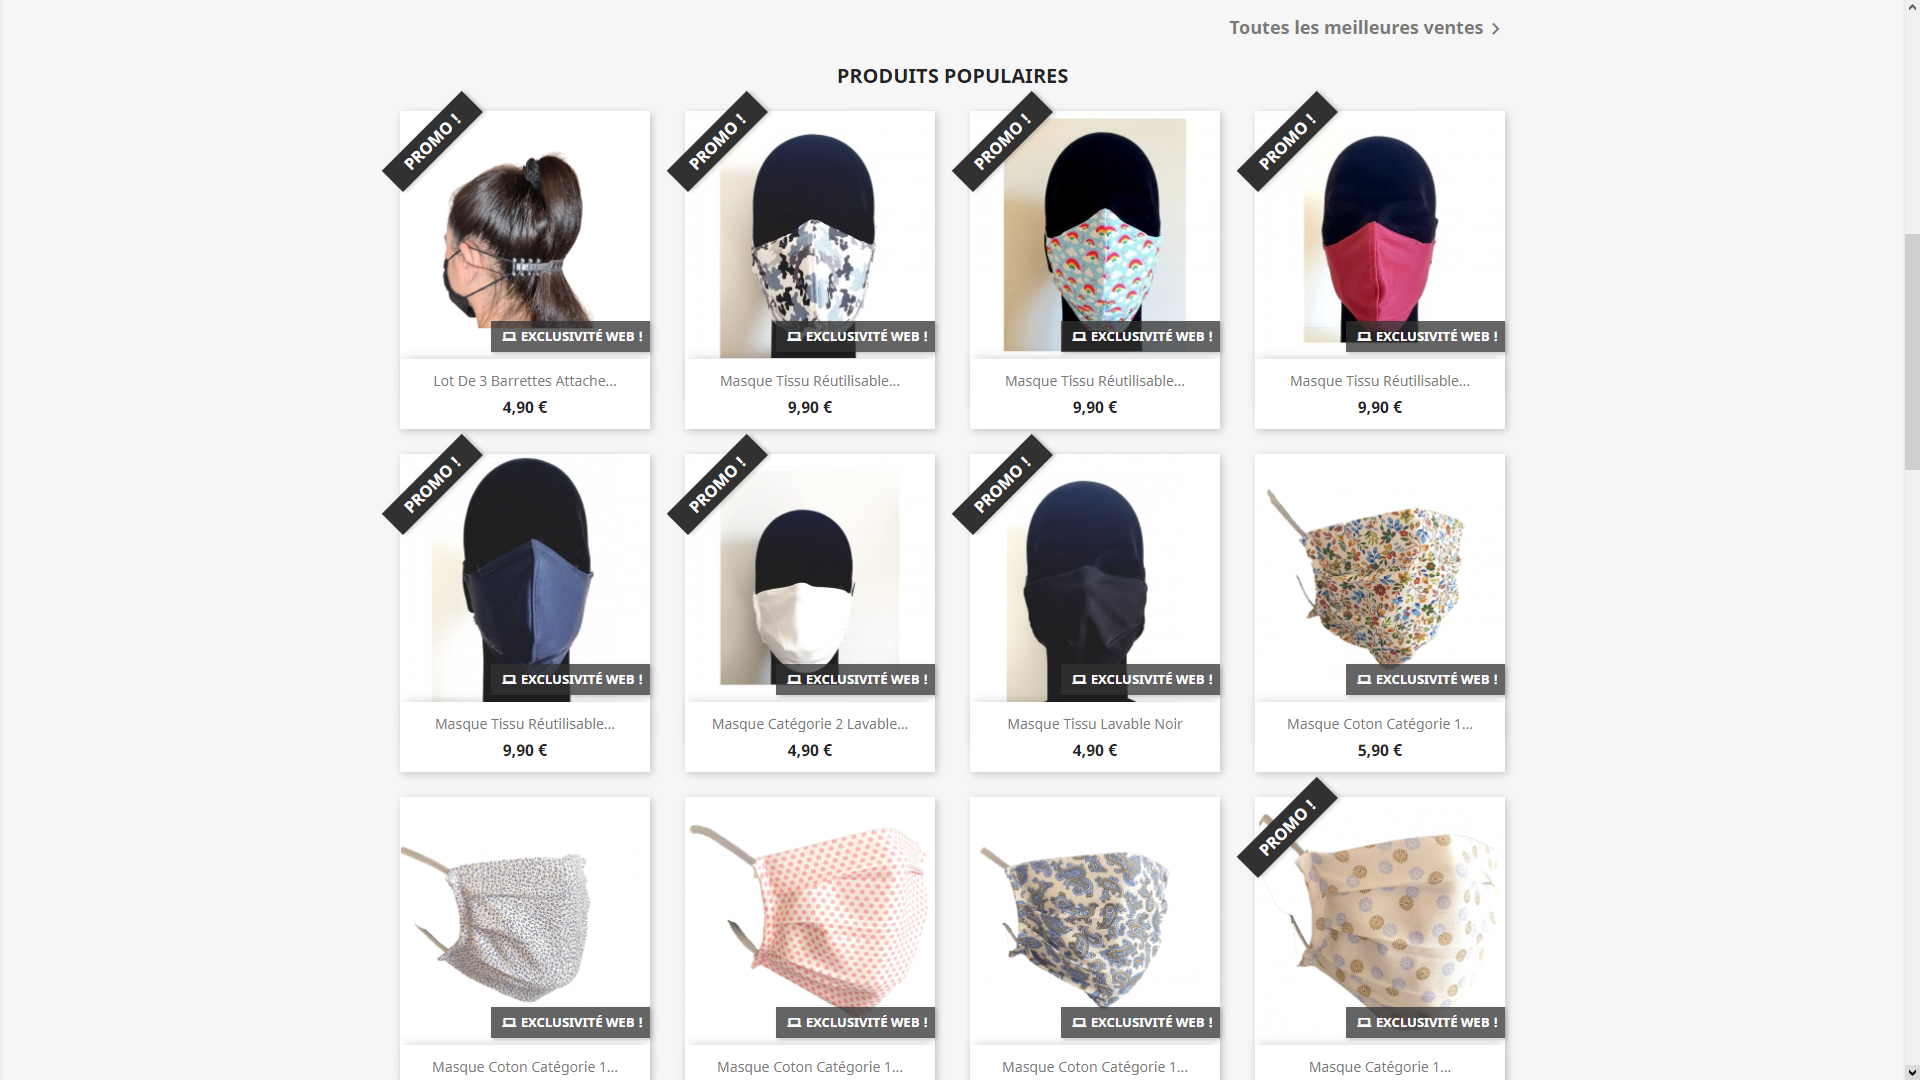 Toutes les meilleures ventes
PRODUITS POPULAIRES
PROMO !
EXCLUSIVITÉ WEB !
Lot De 3 Barrettes Attache...
4,90 €
PROMO !
EXCLUSIVITÉ WEB !
Masque Tissu Réutilisable...
9,90 €
PROMO !
EXCLUSIVITÉ WEB !
Masque Tissu Réutilisable...
9,90 €
PROMO !
EXCLUSIVITÉ WEB !
Masque Tissu Réutilisable...
9,90 €
PROMO !
EXCLUSIVITÉ WEB !
Masque Tissu Réutilisable...
9,90 €
PROMO !
EXCLUSIVITÉ WEB !
Masque Catégorie 2 Lavable...
4,90 €
PROMO !
EXCLUSIVITÉ WEB !
Masque Tissu Lavable Noir
4,90 €
EXCLUSIVITÉ WEB !
Masque Coton Catégorie 1...
5,90 €
EXCLUSIVITÉ WEB !
Masque Coton Catégorie 1...
EXCLUSIVITÉ WEB !
Masque Coton Catégorie 1...
EXCLUSIVITÉ WEB !
Masque Coton Catégorie 1...
PROMO !
EXCLUSIVITÉ WEB !
Masque Catégorie 1...